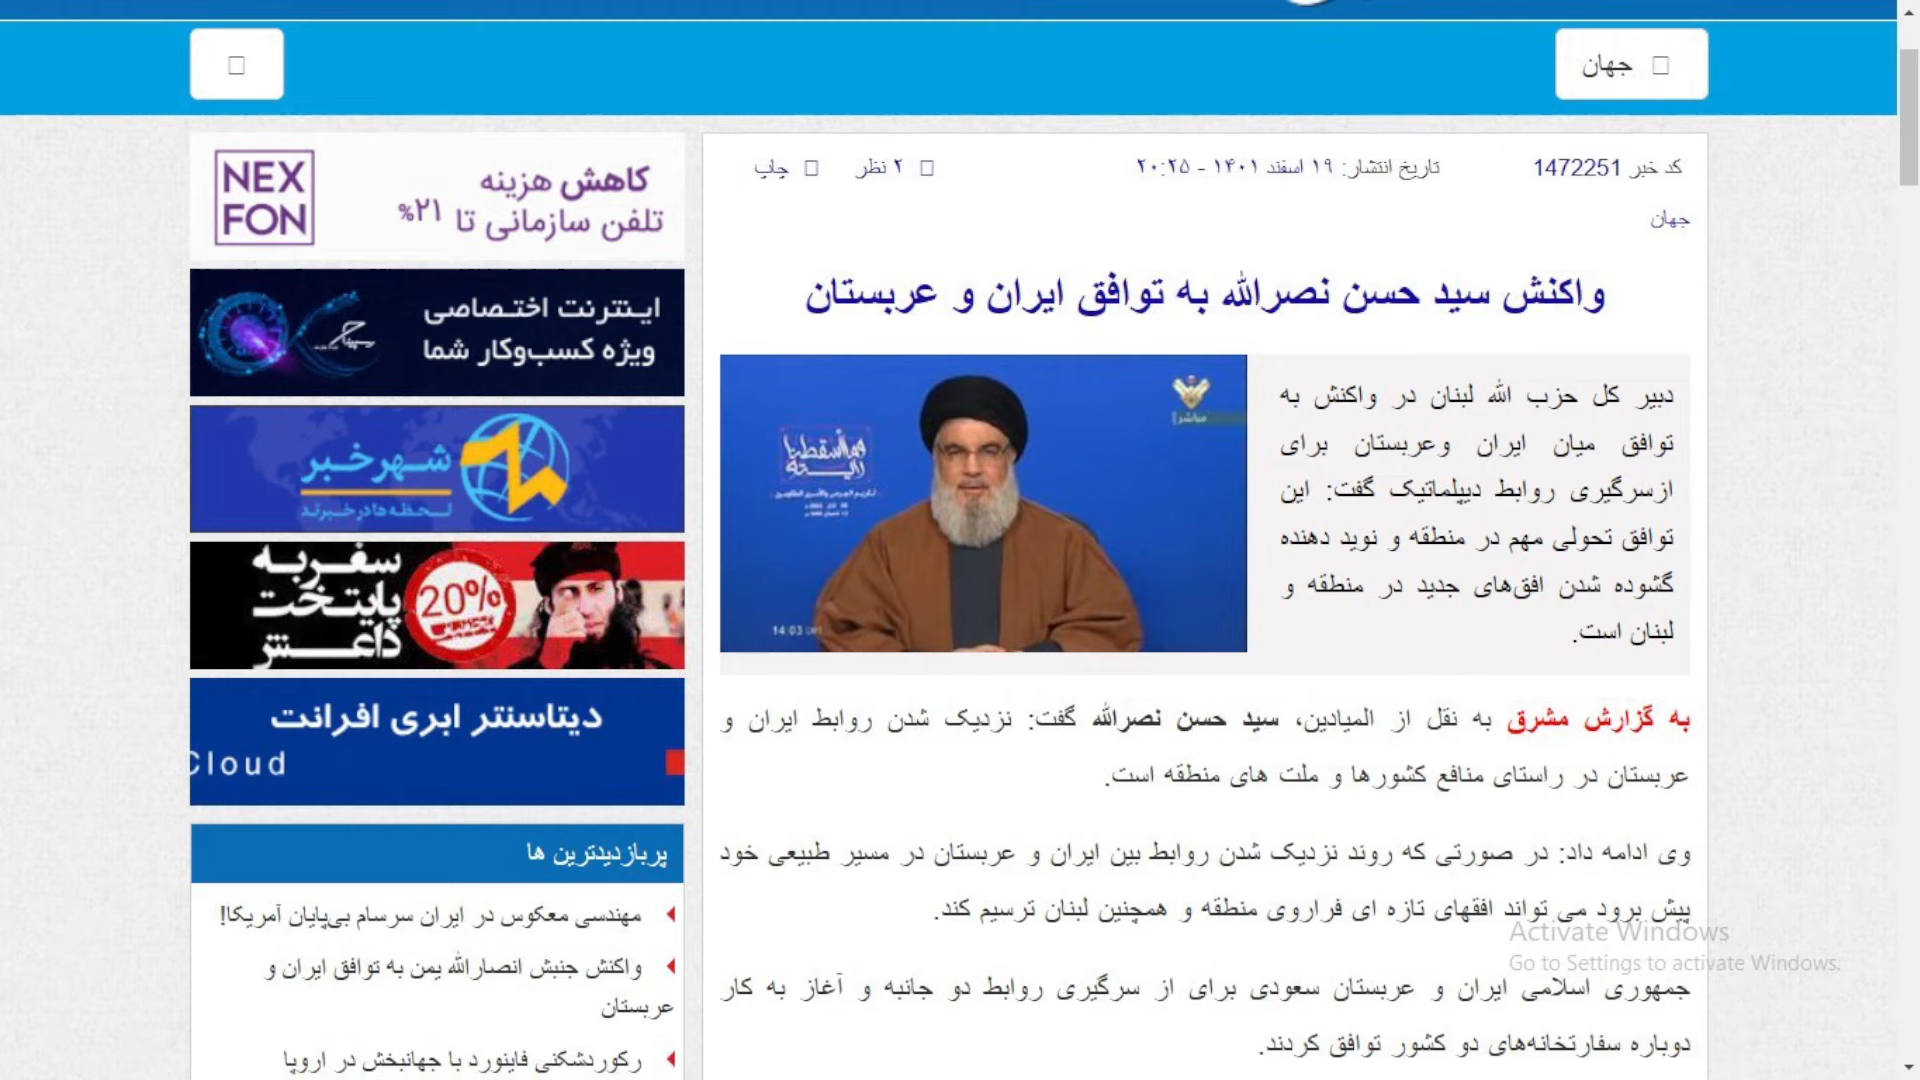 جهان
کد خبر 1472251
تاریخ انتشار: ۱۹ اسفند ۱۴۰۱ - ۲۰:۲۵
۲ نظر
چاپ
جهان
واکنش سید حسن نصرالله به توافق ایران و عربستان
دبیر کل حزب الله لبنان در واکنش به
توافق میان ایران وعربستان برای
ازسرگیری روابط دیپلماتیک گفت: این
توافق تحولی مهم در منطقه و نوید دهنده
گشوده شدن افق‌های جدید در منطقه و
لبنان است.
مباشر
14:03
به گزارش مشرق به نقل از المیادین، سید حسن نصرالله گفت: نزدیک شدن روابط ایران و
عربستان در راستای منافع کشورها و ملت های منطقه است.
وی ادامه داد: در صورتی که روند نزدیک شدن روابط بین ایران و عربستان در مسیر طبیعی خود
پیش برود می تواند افقهای تازه ای فراروی منطقه و همچنین لبنان ترسیم کند.
جمهوری اسلامی ایران و عربستان سعودی برای از سرگیری روابط دو جانبه و آغاز به کار
دوباره سفارتخانه‌های دو کشور توافق کردند.
NEX
FON
کاهش هزینه
تلفن سازمانی تا ۲۱%
اینترنت اختصاصی
ویژه کسب‌وکار شما
شهر خبر
لحظه‌ها در خبرند
سفر به
پایتخت
داعش
20%
دیتاسنتر ابری افرانت
Cloud
پربازدیدترین ها
مهندسی معکوس در ایران سرسام بی‌پایان آمریکا!
واکنش جنبش انصارالله یمن به توافق ایران و
عربستان
رکوردشکنی فاینورد با جهانبخش در اروپا
Activate Windows
Go to Settings to activate Windows.